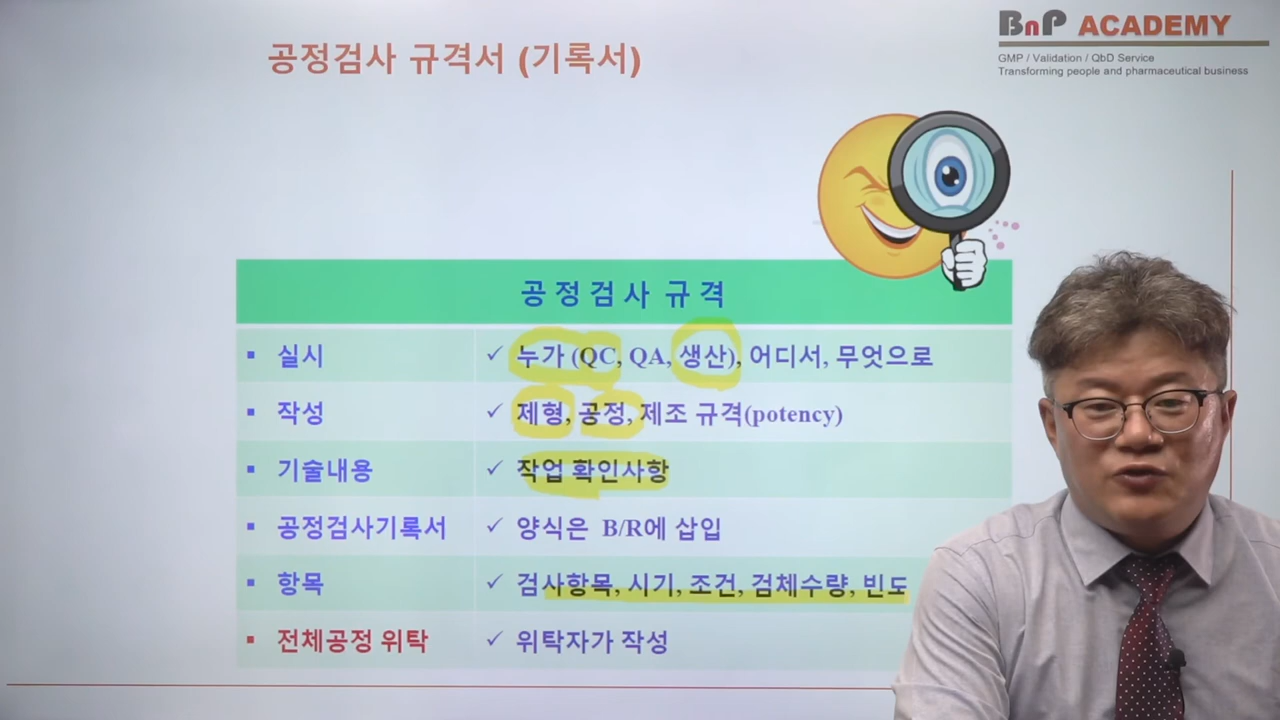 공정검사 규격서 (기록서)
BnP ACADEMY
GMP / Validation / QbD Service
Transforming people and pharmaceutical business
공정검사 규격
▪ 실시 ✓ 누가 (QC, QA, 생산), 어디서, 무엇으로
▪ 작성 ✓ 제형, 공정, 제조 규격(potency)
▪ 기술내용 ✓ 작업 확인사항
▪ 공정검사기록서 ✓ 양식은 B/R에 삽입
▪ 항목 ✓ 검사항목, 시기, 조건, 검체수량, 빈도
▪ 전체공정 위탁 ✓ 위탁자가 작성